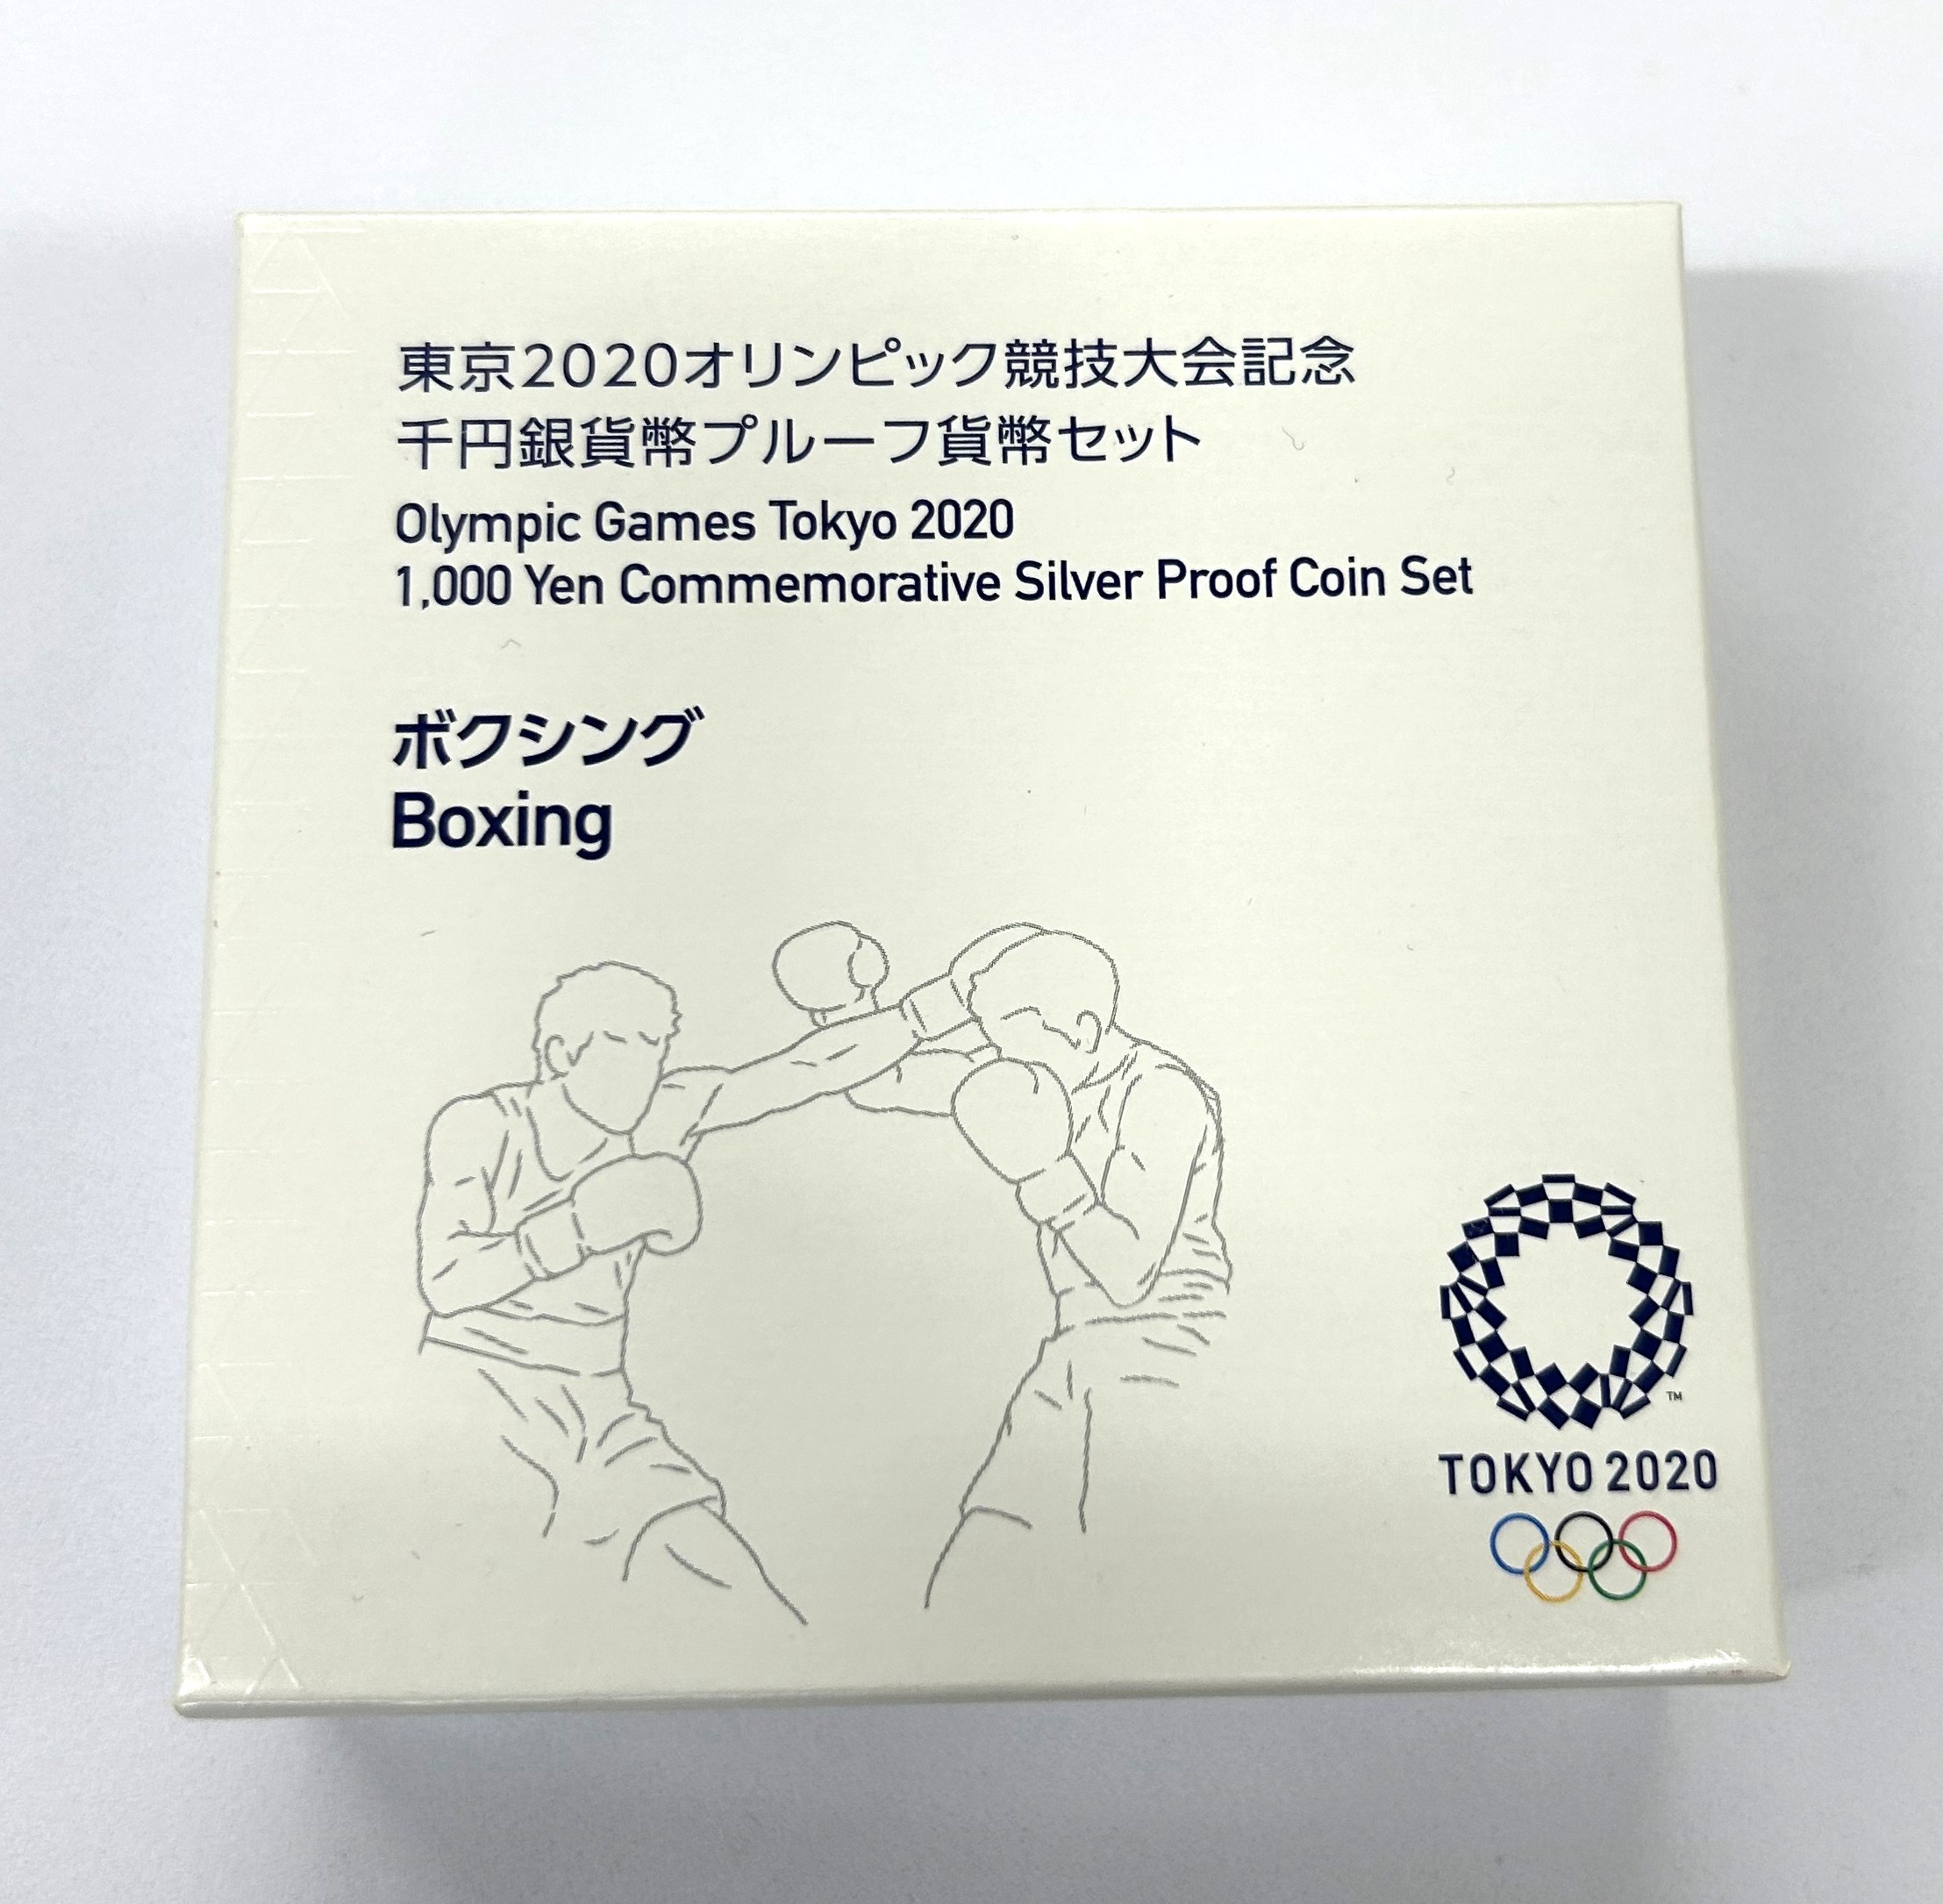 東京2020オリンピック競技大会記念
千円銀貨幣プルーフ貨幣セット
Olympic Games Tokyo 2020
1,000 Yen Commemorative Silver Proof Coin Set
ボクシング
Boxing
TM
TOKYO 2020